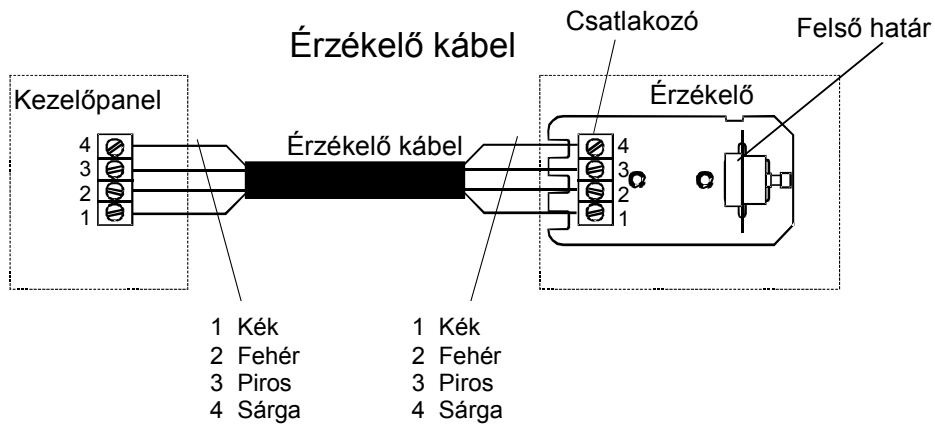 Csatlakozó
Felső határ
Érzékelő kábel
Kezelőpanel
Érzékelő
4
3
2
1
Érzékelő kábel
4
3
2
1
1 Kék
2 Fehér
3 Piros
4 Sárga
1 Kék
2 Fehér
3 Piros
4 Sárga